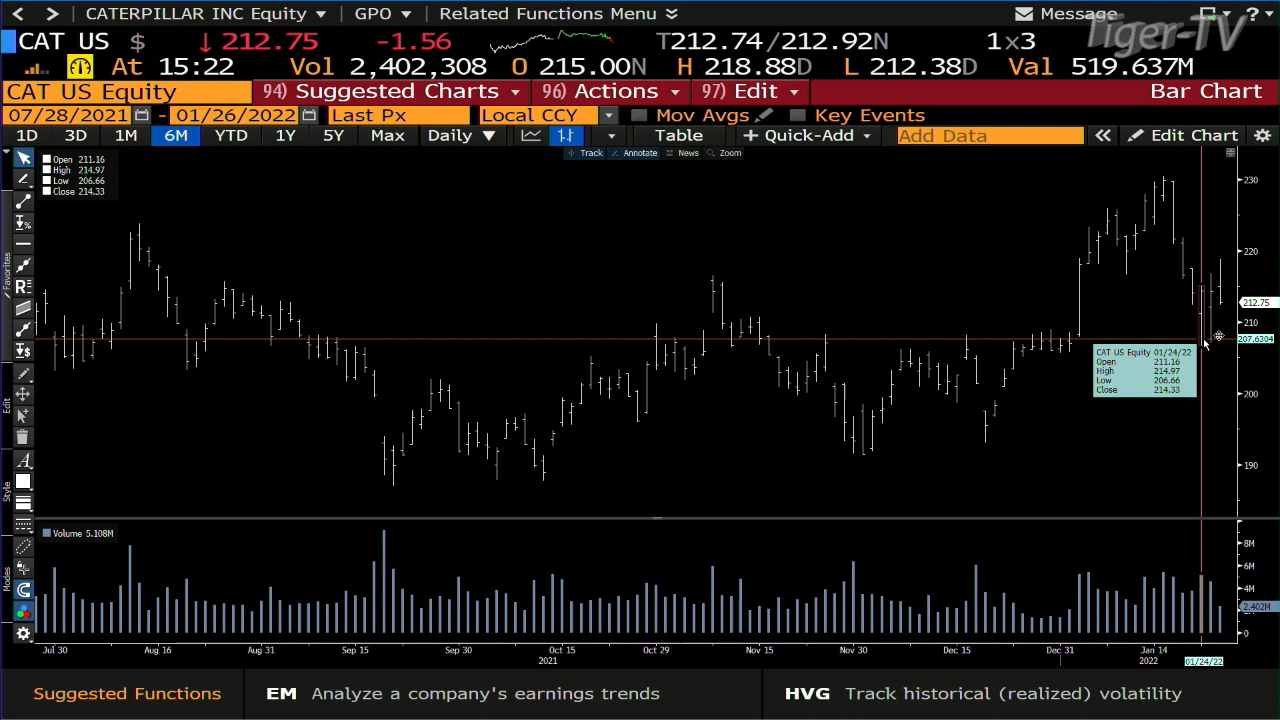 CATERPILLAR INC Equity GPO Related Functions Menu Message ?
Tiger-TV
CAT US $ ↓ 212.75 -1.56 T212.74/212.92N 1x3
At 15:22 Vol 2,402,308 O 215.00N H 218.88D L 212.38D Val 519.637M
CAT US Equity 94) Suggested Charts 96) Actions 97) Edit Bar Chart
07/28/2021 - 01/26/2022 Last Px Local CCY Mov Avgs Key Events
1D 3D 1M 6M YTD 1Y 5Y Max Daily ▼ Table + Quick-Add Add Data « Edit Chart
Track Annotate News Zoom
Open 211.16
High 214.97
Low 206.66
Close 214.33
230
220
212.75
210
207.6304
200
190
CAT US Equity 01/24/22
Open 211.16
High 214.97
Low 206.66
Close 214.33
Favorites
Edit
Style
Modes
Volume 5.108M
8M
6M
4M
2.402M
0
Jul 30 Aug 16 Aug 31 Sep 15 Sep 30 Oct 15 Oct 29 Nov 15 Nov 30 Dec 15 Dec 31 Jan 14
2021 2022 01/24/22
Suggested Functions EM Analyze a company's earnings trends HVG Track historical (realized) volatility